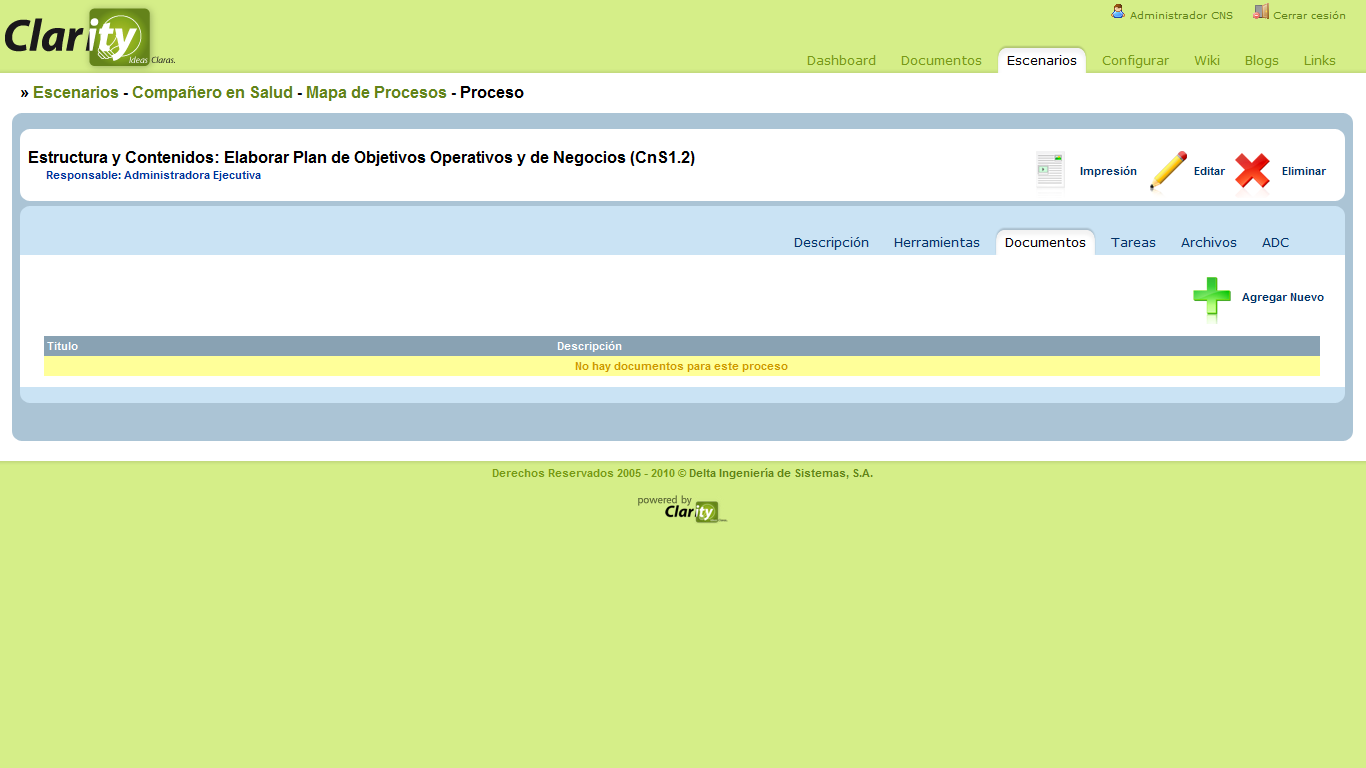 Clarity
Ideas Claras.
Administrador CNS
Cerrar cesión
Dashboard
Documentos
Escenarios
Configurar
Wiki
Blogs
Links
» Escenarios - Compañero en Salud - Mapa de Procesos - Proceso
Estructura y Contenidos: Elaborar Plan de Objetivos Operativos y de Negocios (CnS1.2)
Responsable: Administradora Ejecutiva
Impresión
Editar
Eliminar
Descripción
Herramientas
Documentos
Tareas
Archivos
ADC
Agregar Nuevo
Titulo
Descripción
No hay documentos para este proceso
Derechos Reservados 2005 - 2010 © Delta Ingeniería de Sistemas, S.A.
powered by
Clarity